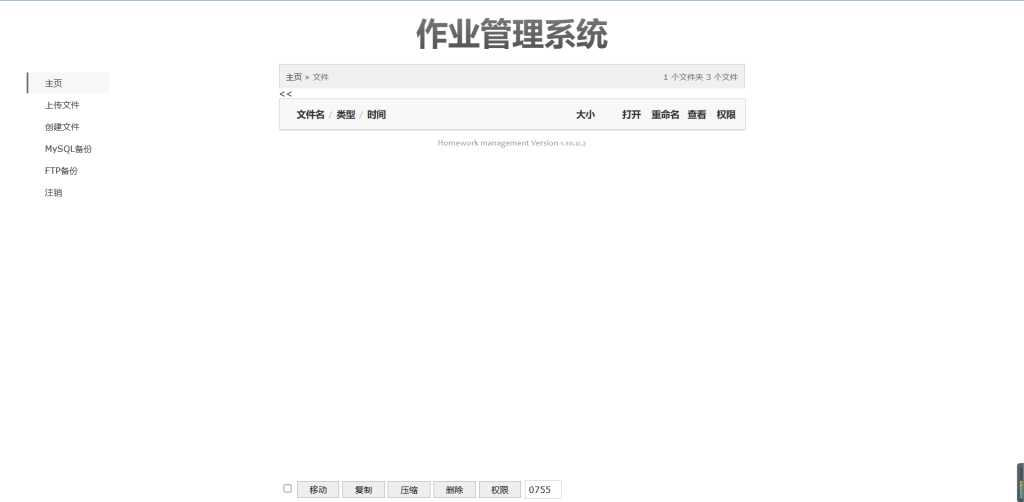 作业管理系统
主页 » 文件 1 个文件夹 3 个文件
<<
主页
上传文件
创建文件
MySQL备份
FTP备份
注销
文件名 / 类型 / 时间 大小 打开 重命名 查看 权限
Homework management Version 1.10.0.2
移动 复制 压缩 删除 权限 0755